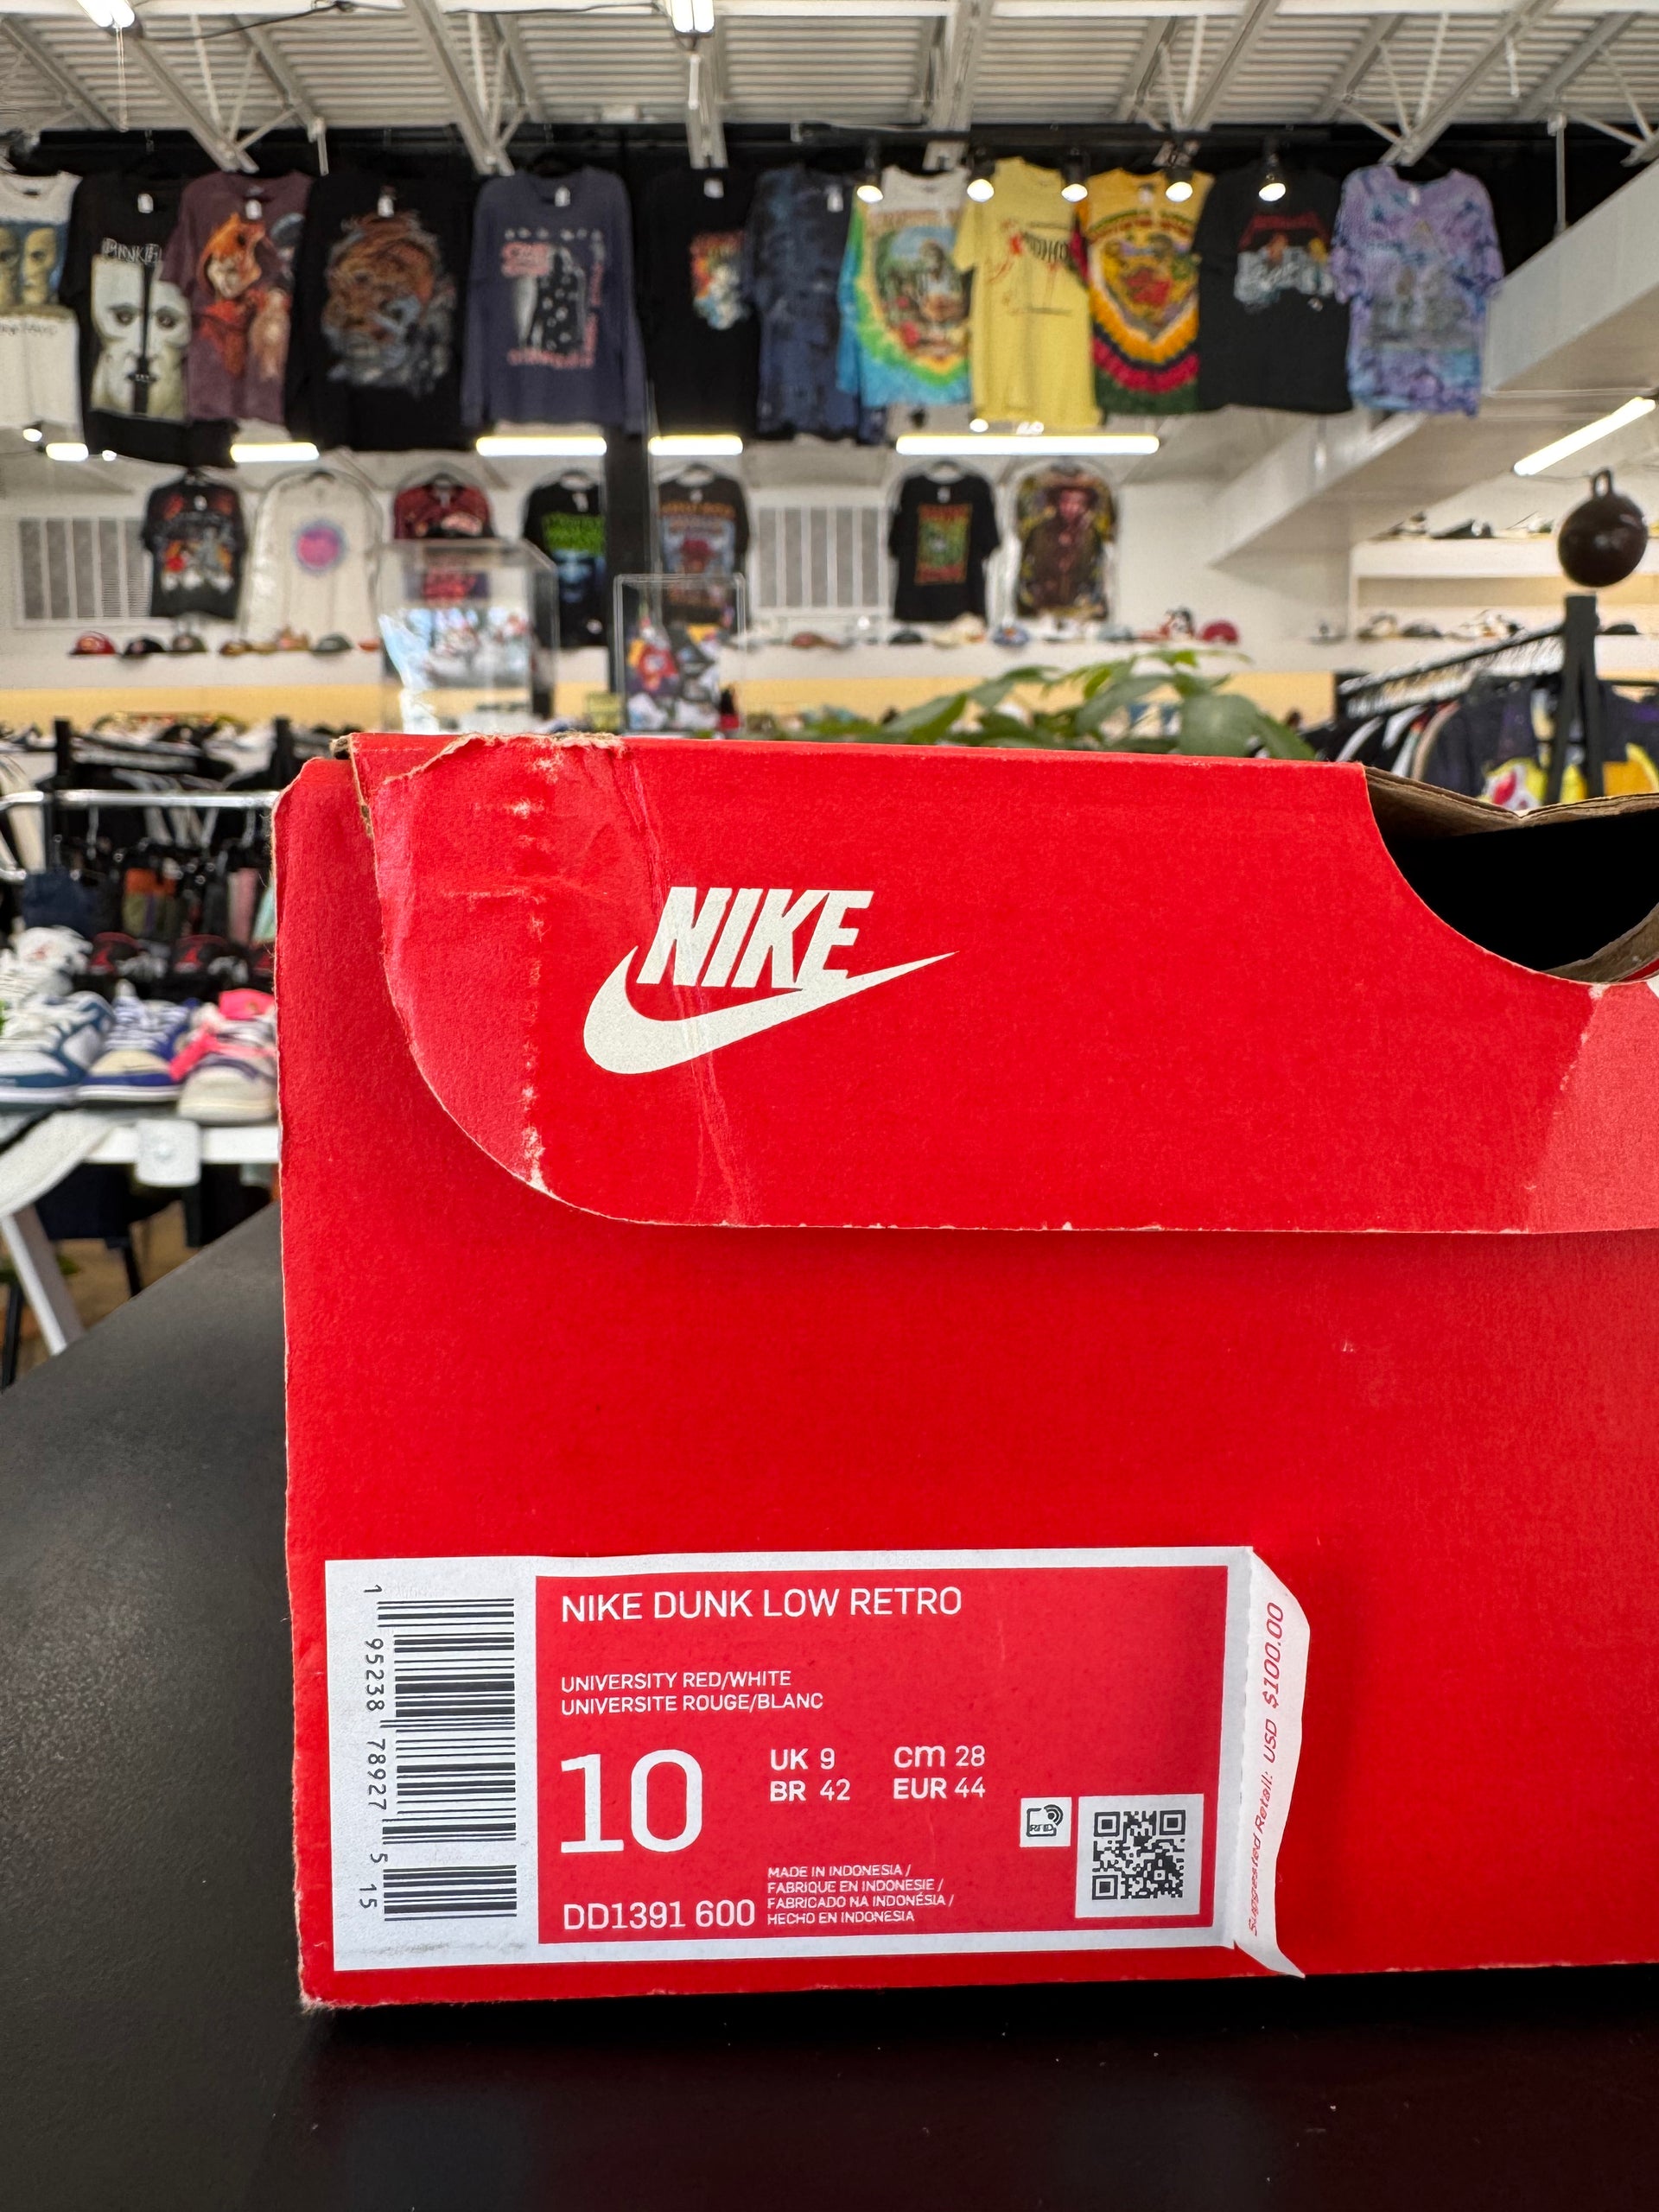 NIKE
NIKE DUNK LOW RETRO
UNIVERSITY RED/WHITE
UNIVERSITE ROUGE/BLANC
10
UK 9 cm 28
BR 42 EUR 44
RFID
MADE IN INDONESIA /
FABRIQUE EN INDONESIE /
FABRICADO NA INDONÉSIA /
HECHO EN INDONESIA
DD1391 600
1 95238 78927 5 15
Suggested Retail: USD $100.00